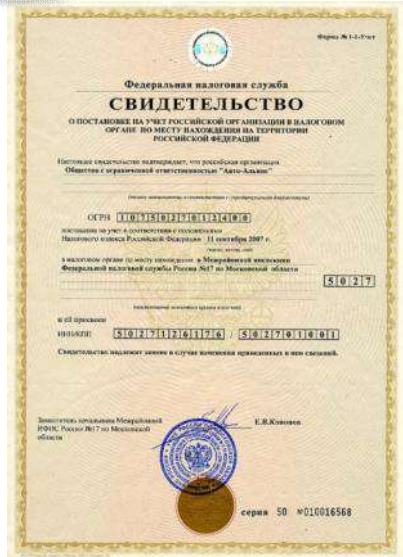 Форма № 1-1-Учет
Федеральная налоговая служба
СВИДЕТЕЛЬСТВО
О ПОСТАНОВКЕ НА УЧЕТ РОССИЙСКОЙ ОРГАНИЗАЦИИ В НАЛОГОВОМ
ОРГАНЕ ПО МЕСТУ НАХОЖДЕНИЯ НА ТЕРРИТОРИИ
РОССИЙСКОЙ ФЕДЕРАЦИИ
Настоящее свидетельство подтверждает, что российская организация
Общество с ограниченной ответственностью "Авто-Альянс"
ОГРН 1075027012400
поставлена на учет в соответствии с положениями
Налогового кодекса Российской Федерации 11 сентября 2007 г.
в налоговом органе по месту нахождения в Межрайонной инспекции
Федеральной налоговой службы России №17 по Московской области
5027
и ей присвоен
ИНН/КПП 5027126176 / 502701001
Свидетельство подлежит замене в случае изменения приведенных в нем сведений.
Заместитель начальника Межрайонной
ИФНС России №17 по Московской
области
Е.В.
серия 50 №010016568